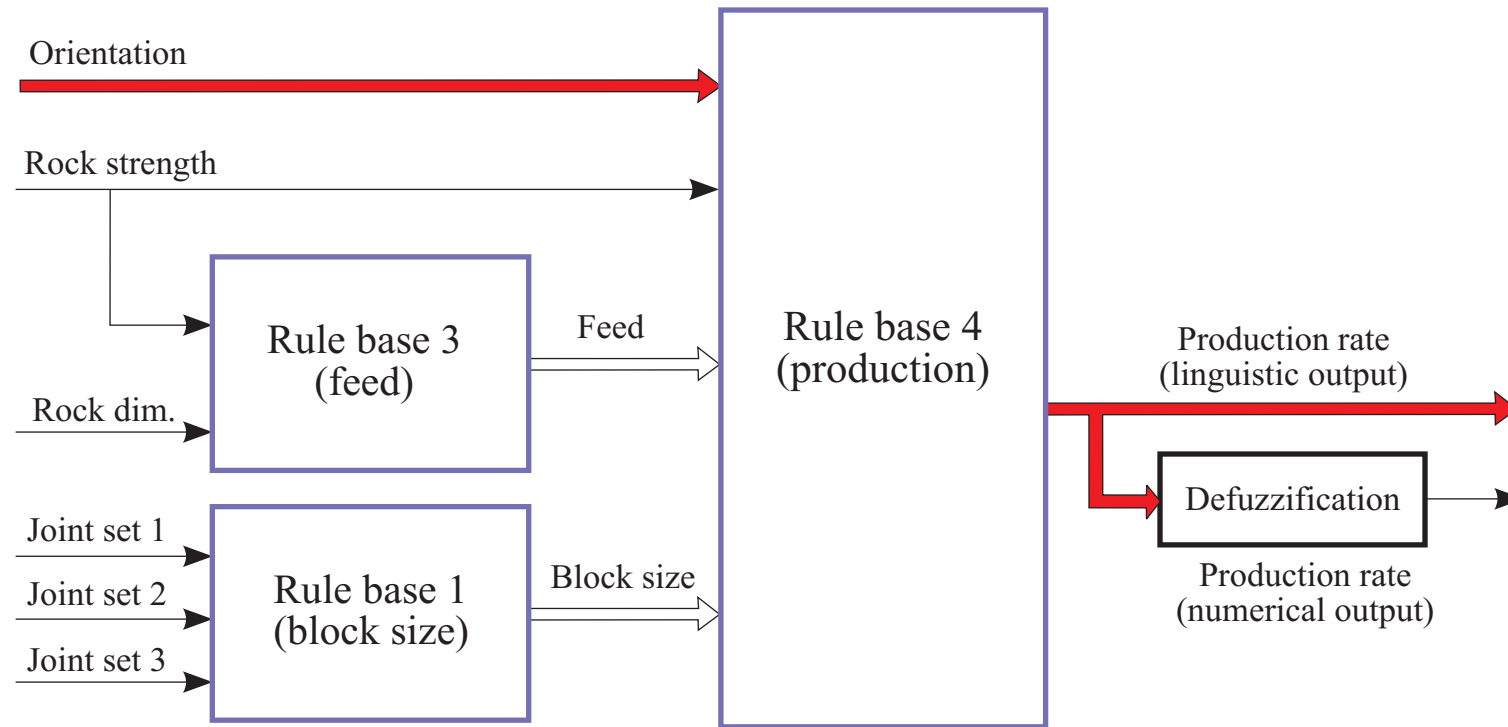 Orientation
Rock strength
Rule base 3
(feed)
Feed
Rock dim.
Joint set 1
Joint set 2
Joint set 3
Rule base 1
(block size)
Block size
Rule base 4
(production)
Production rate
(linguistic output)
Defuzzification
Production rate
(numerical output)